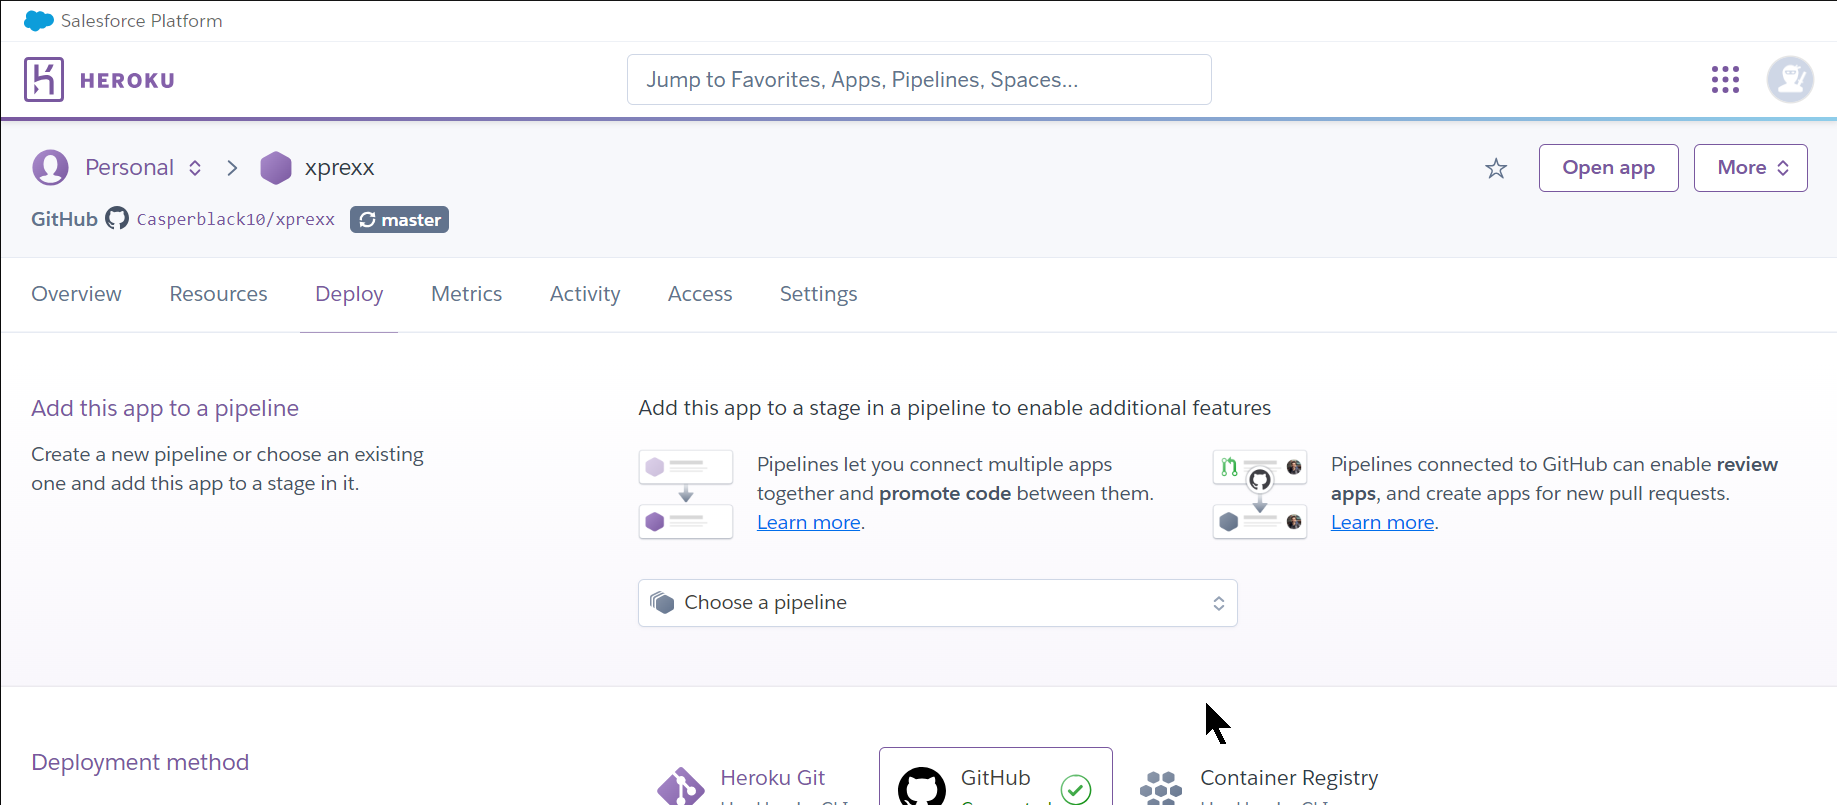 Salesforce Platform
HEROKU
Jump to Favorites, Apps, Pipelines, Spaces...
Personal
xprexx
Open app
More
GitHub Casperblack10/xprexx master
Overview Resources Deploy Metrics Activity Access Settings
Add this app to a pipeline
Create a new pipeline or choose an existing
one and add this app to a stage in it.
Add this app to a stage in a pipeline to enable additional features
Pipelines let you connect multiple apps
together and promote code between them.
Learn more.
Pipelines connected to GitHub can enable review
apps, and create apps for new pull requests.
Learn more.
Choose a pipeline
Deployment method
Heroku Git
GitHub
Container Registry